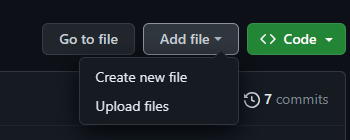 Go to file
Add file
<> Code
Create new file
Upload files
7 commits